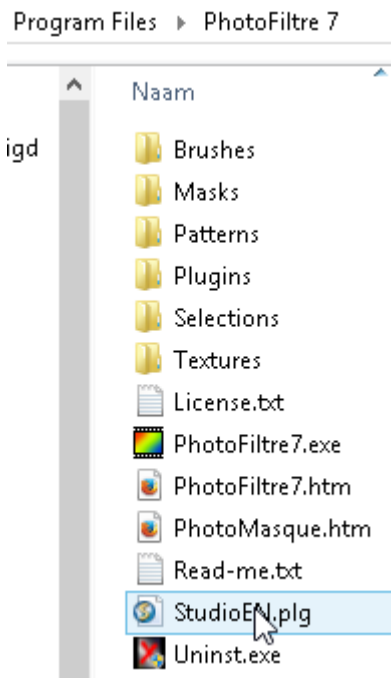 Program Files ▸ PhotoFiltre 7
Naam
igd
Brushes
Masks
Patterns
Plugins
Selections
Textures
License.txt
PhotoFiltre7.exe
PhotoFiltre7.htm
PhotoMasque.htm
Read-me.txt
StudioEN.plg
Uninst.exe